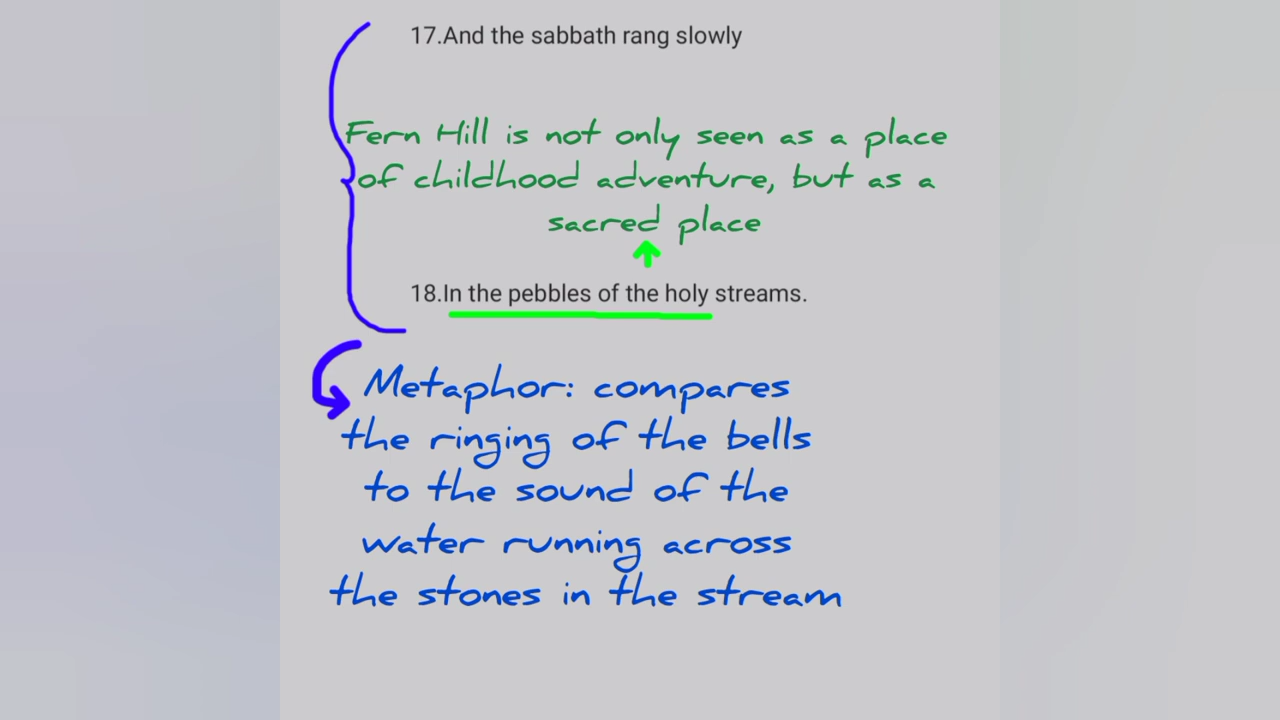 17.And the sabbath rang slowly
Fern Hill is not only seen as a place
of childhood adventure, but as a
sacred place
18.In the pebbles of the holy streams.
Metaphor: compares
the ringing of the bells
to the sound of the
water running across
the stones in the stream